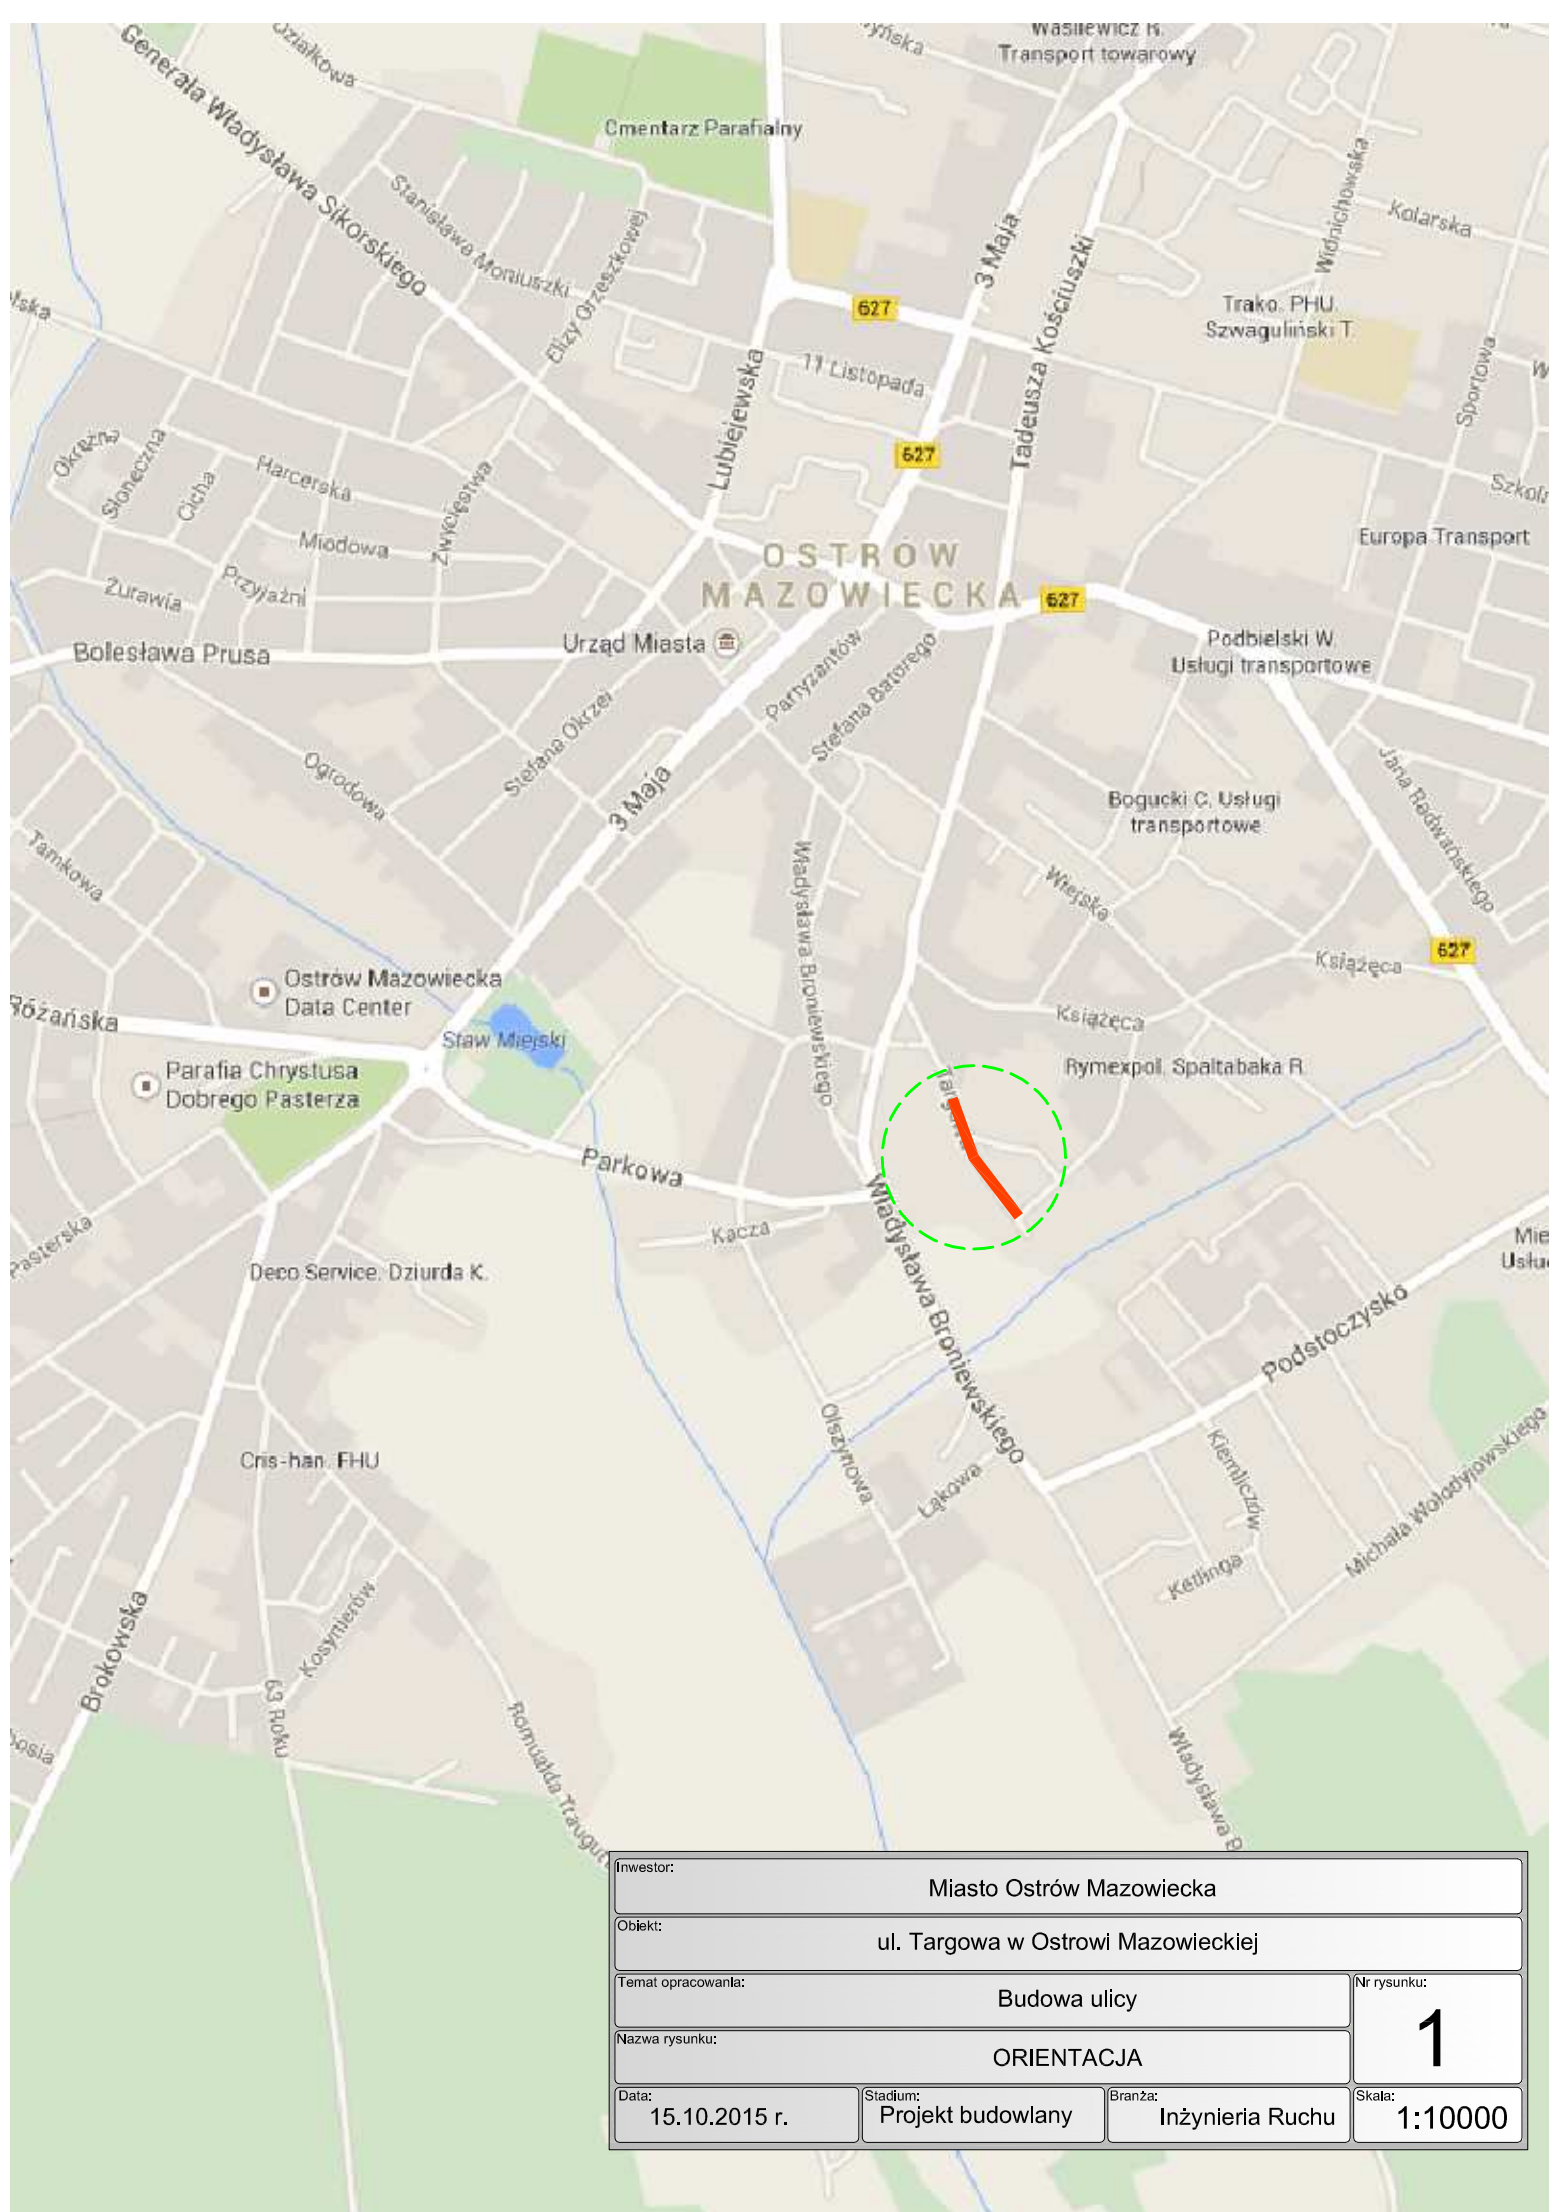 Wasilewicz R.
Transport towarowy
Działkowa
Generała Władysława Sikorskiego
Cmentarz Parafialny
Stanisława Moniuszki
Elizy Orzeszkowej
3 Maja
Tadeusza Kościuszki
Widnichowska
Kolarska
627
Trako. PHU.
Szwaguliński T.
11 Listopada
Lubiejewska
Sportowa
627
Okrężna
Słoneczna
Cicha
Harcerska
Zwycięstwa
Miodowa
Europa Transport
OSTRÓW
MAZOWIECKA
627
Żurawia
Przyjaźni
Bolesława Prusa
Urząd Miasta
Podbielski W.
Usługi transportowe
Partyzantów
Stefana Batorego
Stefana Okrzei
Ogrodowa
3 Maja
Bogucki C. Usługi
transportowe
Jana Radwańskiego
Tamkowa
Władysława Broniewskiego
Wiejska
627
Książęca
Ostrów Mazowiecka
Data Center
Różańska
Staw Miejski
Książęca
Parafia Chrystusa
Dobrego Pasterza
Rymexpol. Spaltabaka R.
Targowa
Parkowa
Kacza
Pasterska
Władysława Broniewskiego
Deco Service. Dziurda K.
Podstoczysko
Olszynowa
Łąkowa
Cris-han. FHU
Kiemliczów
Michała Wołodyjowskiego
Ketlinga
Brokowska
Kosynierów
63 Roku
Romualda Traugut
Władysława B
Inwestor:
Miasto Ostrów Mazowiecka
Obiekt:
ul. Targowa w Ostrowi Mazowieckiej
Temat opracowania:
Budowa ulicy
Nr rysunku:
1
Nazwa rysunku:
ORIENTACJA
Data:
15.10.2015 r.
Stadium:
Projekt budowlany
Branża:
Inżynieria Ruchu
Skala:
1:10000